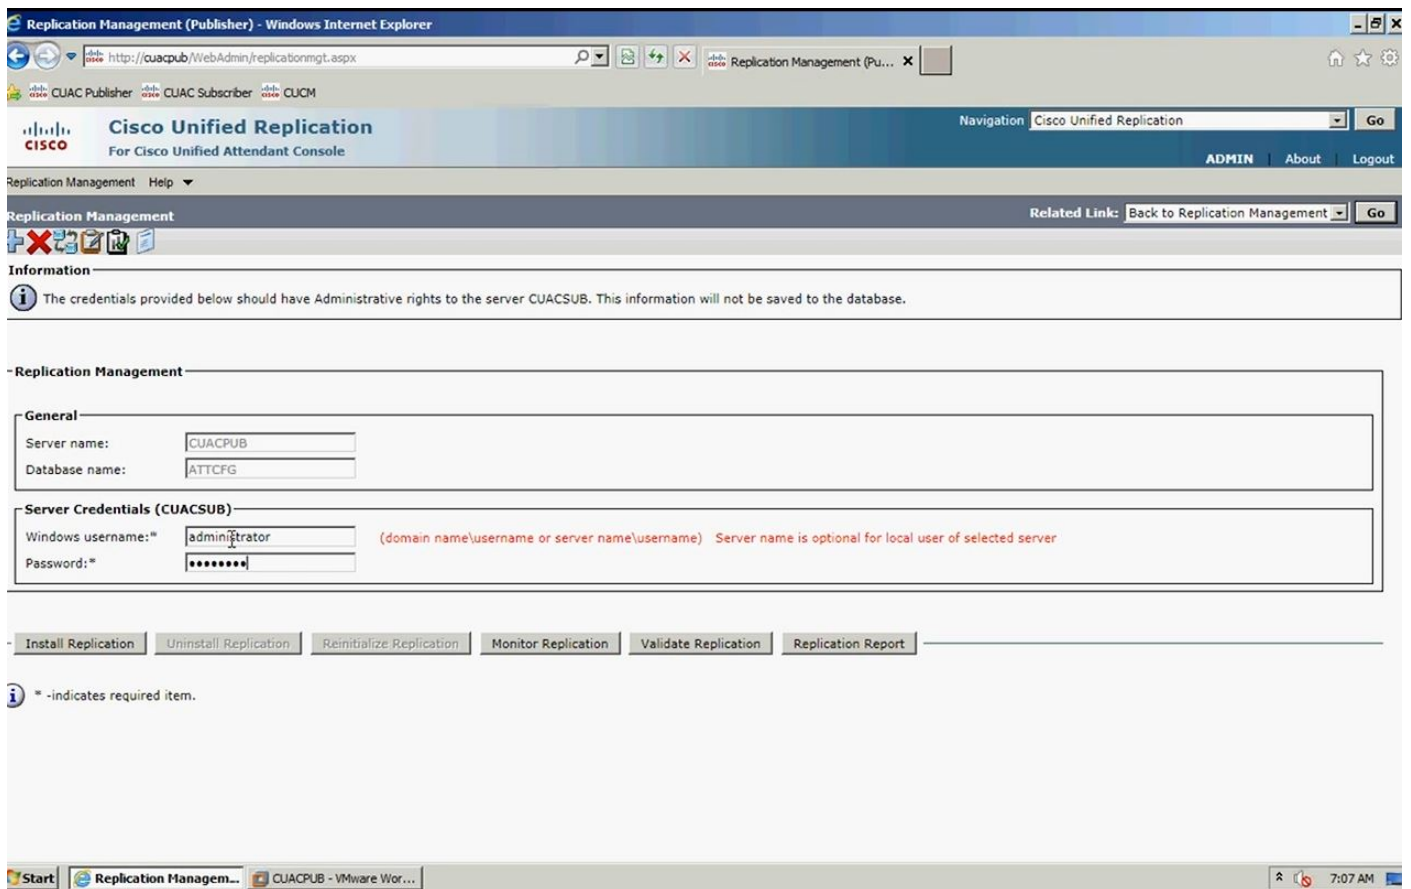 Replication Management (Publisher) - Windows Internet Explorer
http://cuacpub/WebAdmin/replicationmgt.aspx
Replication Management (Pu...
CUAC Publisher CUAC Subscriber CUCM
CISCO
Cisco Unified Replication
For Cisco Unified Attendant Console
Navigation Cisco Unified Replication Go
ADMIN About Logout
Replication Management Help
Replication Management
Related Link: Back to Replication Management Go
Information
The credentials provided below should have Administrative rights to the server CUACSUB. This information will not be saved to the database.
Replication Management
General
Server name: CUACPUB
Database name: ATTCFG
Server Credentials (CUACSUB)
Windows username:* administrator (domain name\username or server name\username) Server name is optional for local user of selected server
Password:* ••••••••
Install Replication Uninstall Replication Reinitialize Replication Monitor Replication Validate Replication Replication Report
* -indicates required item.
Start Replication Managem... CUACPUB - VMware Wor... 7:07 AM